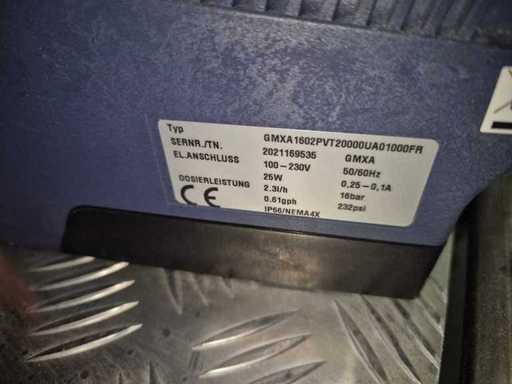 Typ GMXA1602PVT20000UA01000FR
SERNR./TN. 2021169535 GMXA
EL.ANSCHLUSS 100-230V 50/60Hz
25W 0,25-0,1A
DOSIERLEISTUNG 2.3l/h 16bar
CE 0.61gph 232psi
IP66/NEMA4X